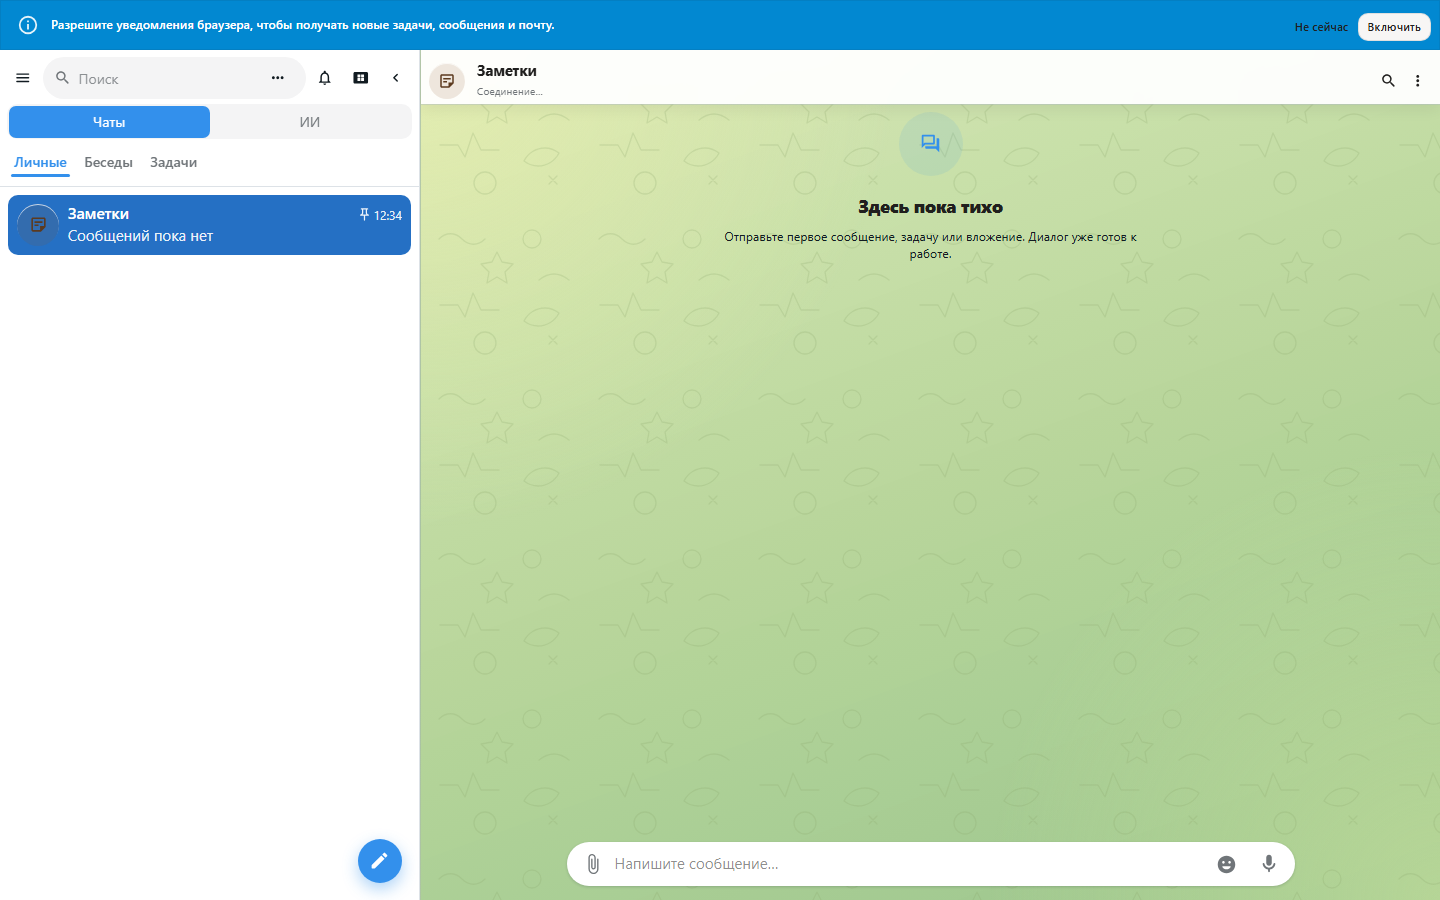 Разрешите уведомления браузера, чтобы получать новые задачи, сообщения и почту.
Не сейчас
Включить
Поиск
Чаты
ИИ
Личные
Беседы
Задачи
Заметки
12:34
Сообщений пока нет
Заметки
Соединение...
Здесь пока тихо
Отправьте первое сообщение, задачу или вложение. Диалог уже готов к
работе.
Напишите сообщение...